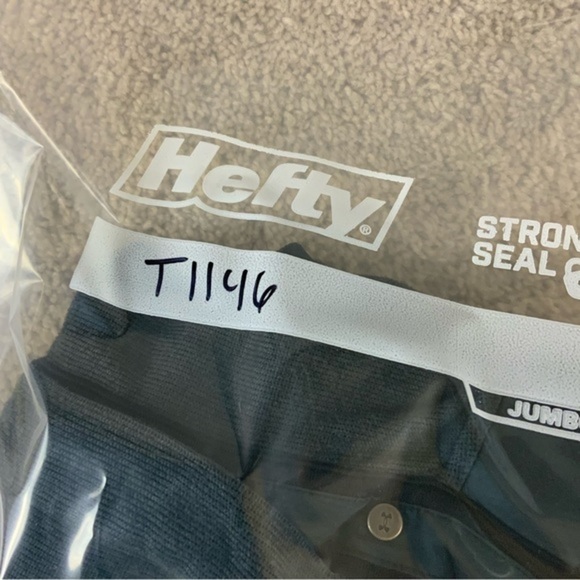 Hefty®
STRON
SEAL
T1146
JUMB